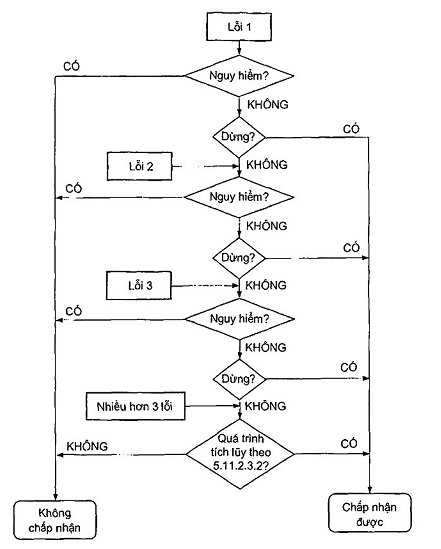 Lỗi 1
CÓ
Nguy hiểm?
KHÔNG
Dừng?
CÓ
Lỗi 2
KHÔNG
CÓ
Nguy hiểm?
KHÔNG
Dừng?
CÓ
Lỗi 3
KHÔNG
CÓ
Nguy hiểm?
KHÔNG
Dừng?
CÓ
Nhiều hơn 3 lỗi
KHÔNG
KHÔNG
Quá trình
tích lũy theo
5.11.2.3.2?
CÓ
Không
chấp nhận
Chấp nhận
được